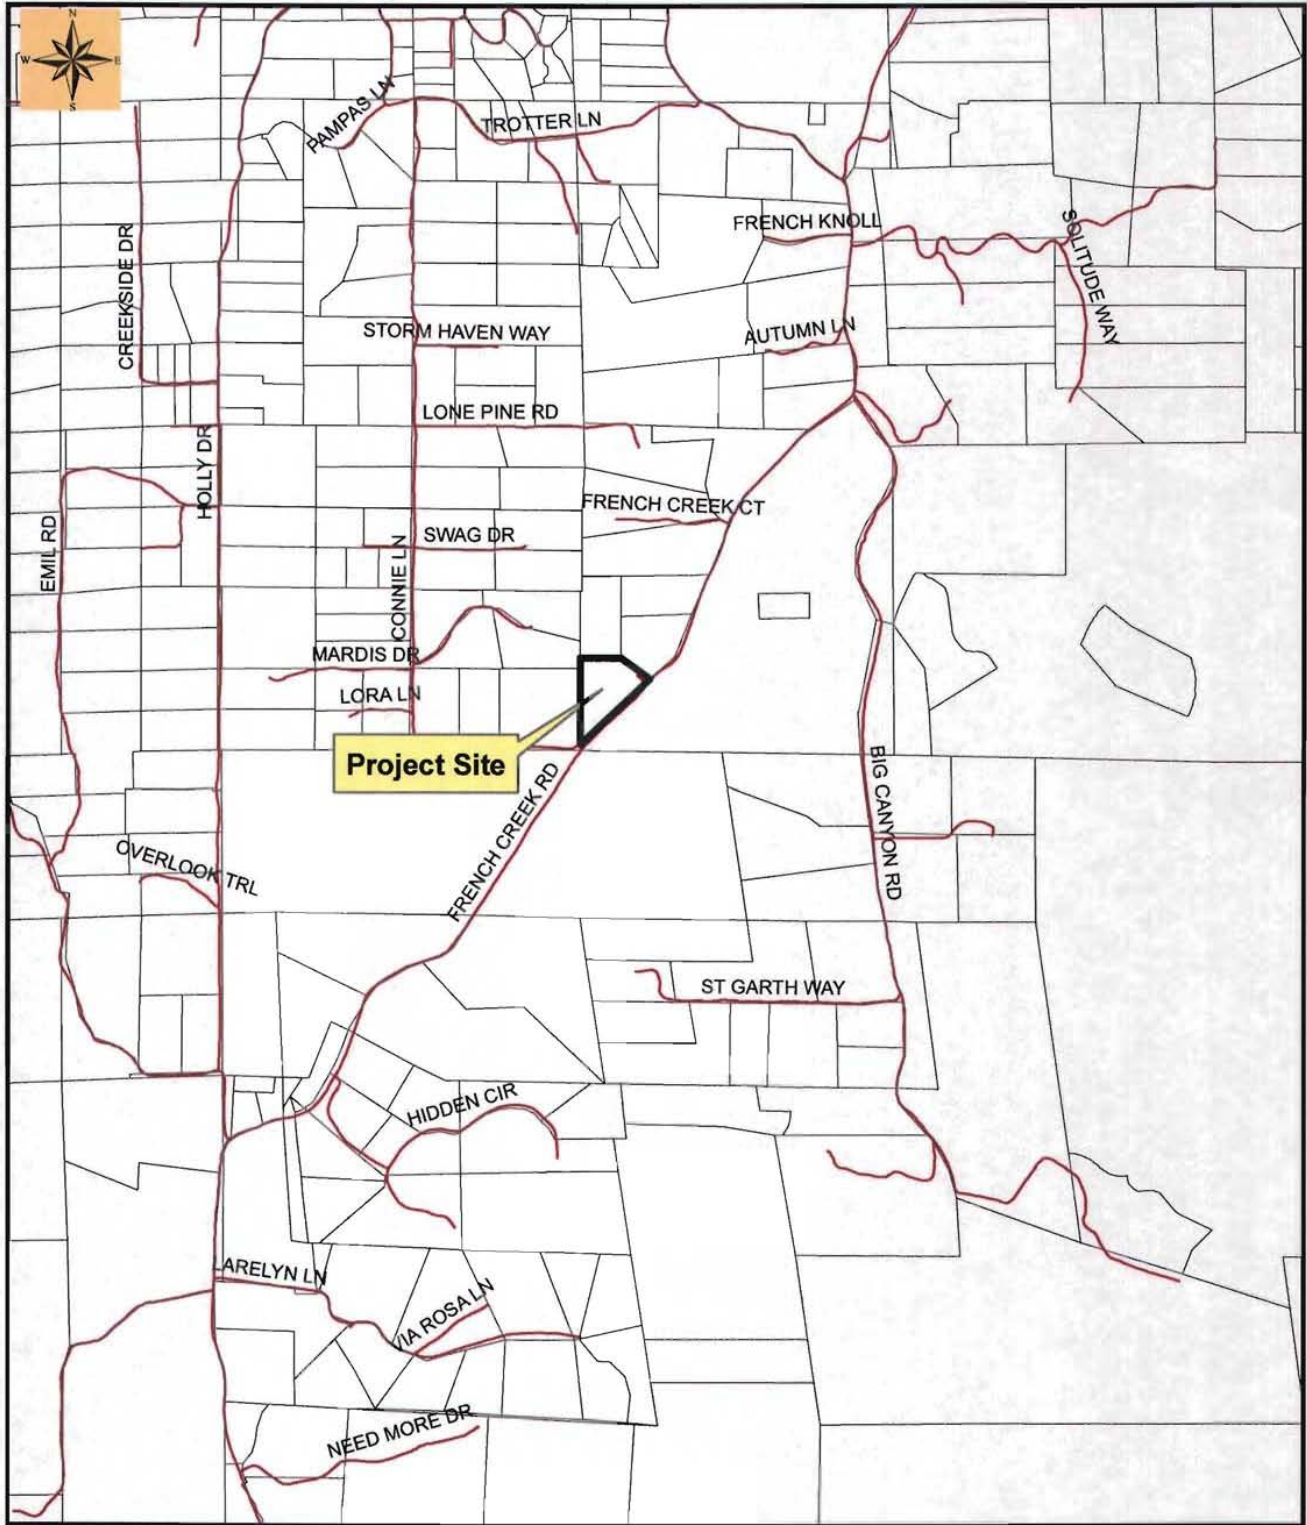 N
W
E
S
PAMPAS LN
TROTTER LN
FRENCH KNOLL
SOLITUDE WAY
CREEKSIDE DR
STORM HAVEN WAY
AUTUMN LN
LONE PINE RD
HOLLY DR
FRENCH CREEK CT
EMIL RD
SWAG DR
CONNIE LN
MARDIS DR
LORA LN
Project Site
BIG CANYON RD
FRENCH CREEK RD
OVERLOOK TRL
ST GARTH WAY
HIDDEN CIR
LARELYN LN
VIA ROSA LN
NEED MORE DR